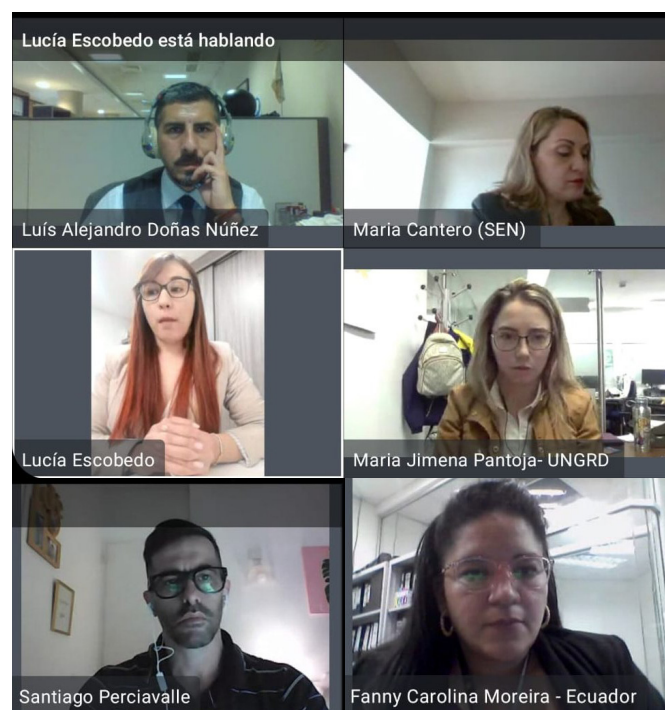 Lucía Escobedo está hablando
Luís Alejandro Doñas Núñez
Maria Cantero (SEN)
Lucía Escobedo
Maria Jimena Pantoja- UNGRD
Santiago Perciavalle
Fanny Carolina Moreira - Ecuador